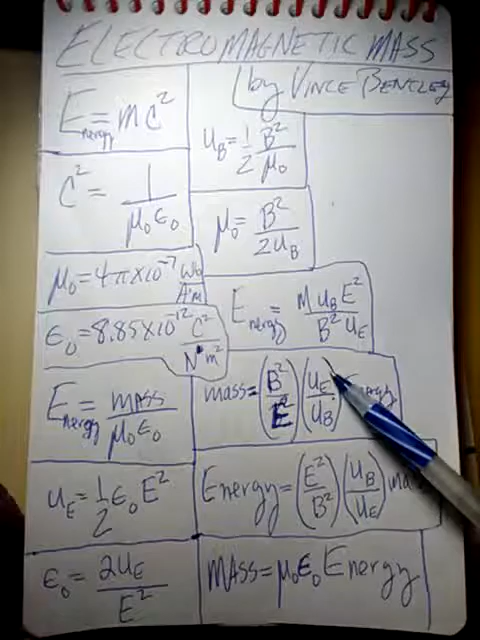 ELECTROMAGNETIC MASS
by VINCE BENTLEY
Energy = mC²
C² = 1/μ₀ε₀
μ₀ = 4π×10⁻⁷ Wb/A·m
ε₀ = 8.85×10⁻¹² C²/N·m²
Energy = MASS/μ₀ε₀
u_E = 1/2 ε₀E²
ε₀ = 2u_E/E²
u_B = 1/2 B²/μ₀
μ₀ = B²/2u_B
Energy = M u_B E²/B² u_E
mass = (B²/E²)(u_E/u_B)
Energy = (E²/B²)(u_B/u_E)
MASS = μ₀ε₀ Energy